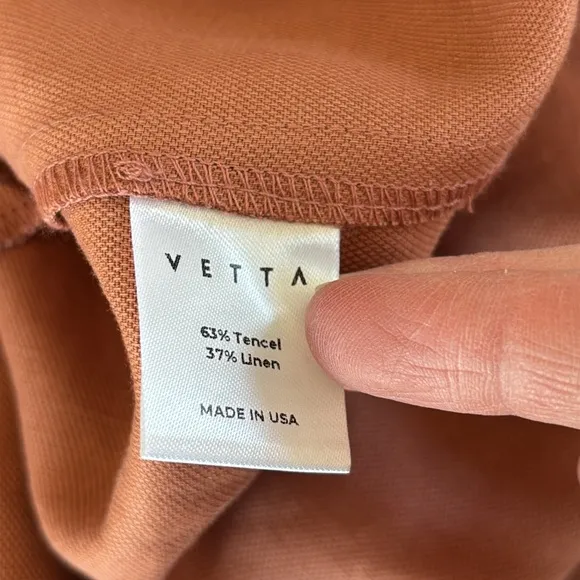 VETTA
63% Tencel
37% Linen
MADE IN USA